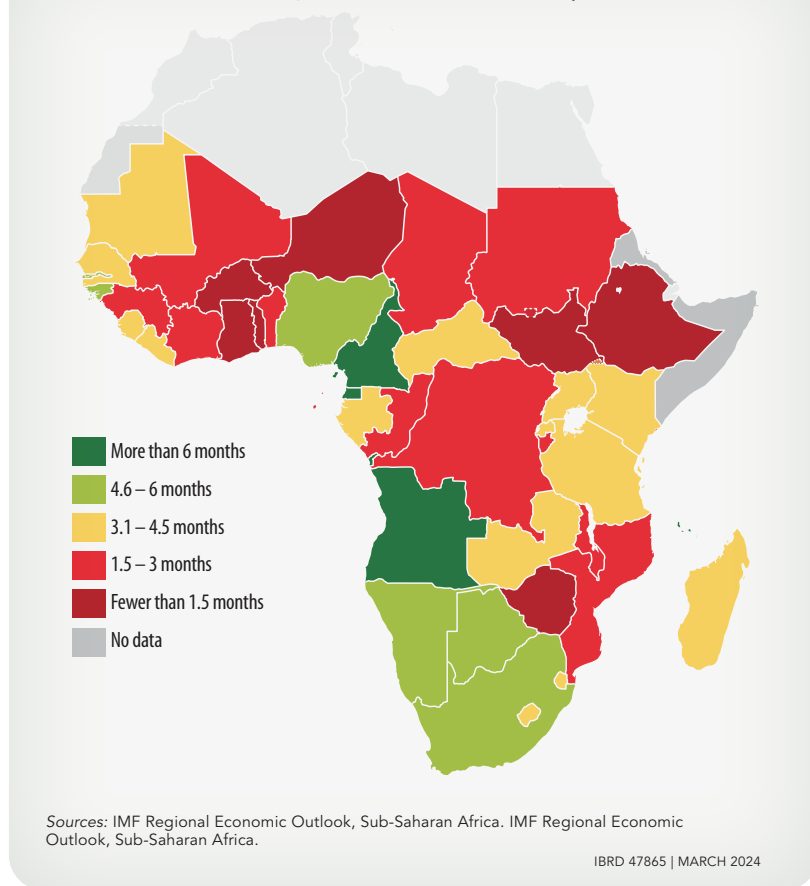 More than 6 months
4.6 – 6 months
3.1 – 4.5 months
1.5 – 3 months
Fewer than 1.5 months
No data
Sources: IMF Regional Economic Outlook, Sub-Saharan Africa. IMF Regional Economic
Outlook, Sub-Saharan Africa.
IBRD 47865 | MARCH 2024